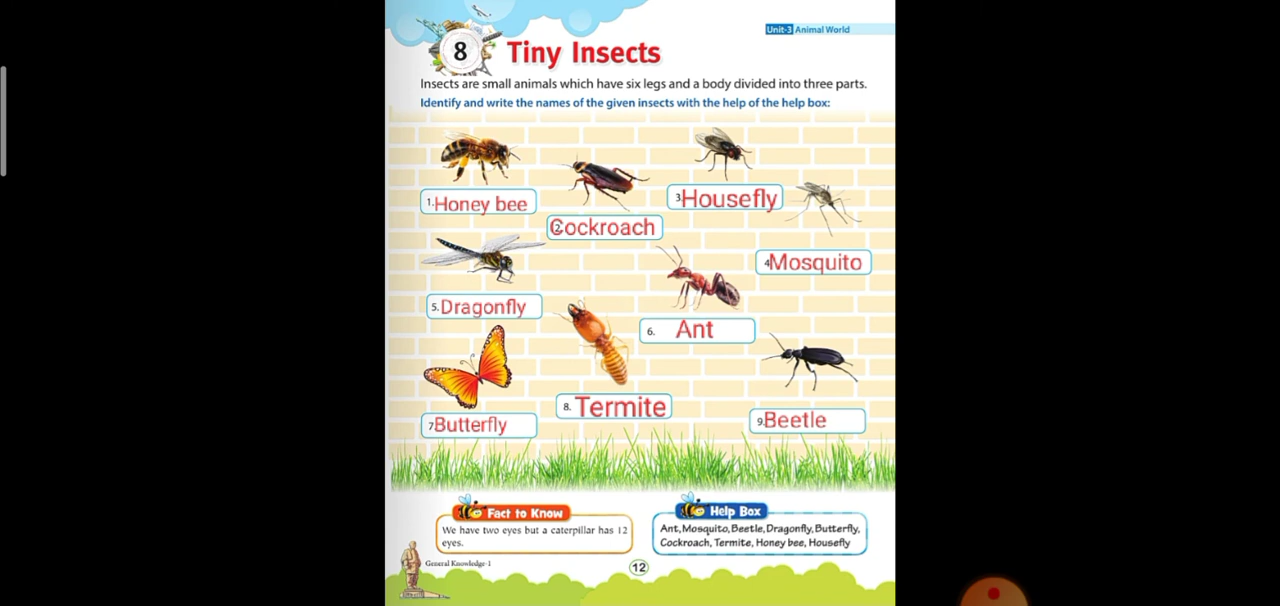 Unit-3 Animal World
8 Tiny Insects
Insects are small animals which have six legs and a body divided into three parts.
Identify and write the names of the given insects with the help of the help box:
1. Honey bee
2. Cockroach
3. Housefly
4. Mosquito
5. Dragonfly
6. Ant
7. Butterfly
8. Termite
9. Beetle
Fact to Know
We have two eyes but a caterpillar has 12
eyes.
Help Box
Ant, Mosquito, Beetle, Dragonfly, Butterfly,
Cockroach, Termite, Honey bee, Housefly
General Knowledge-1
12